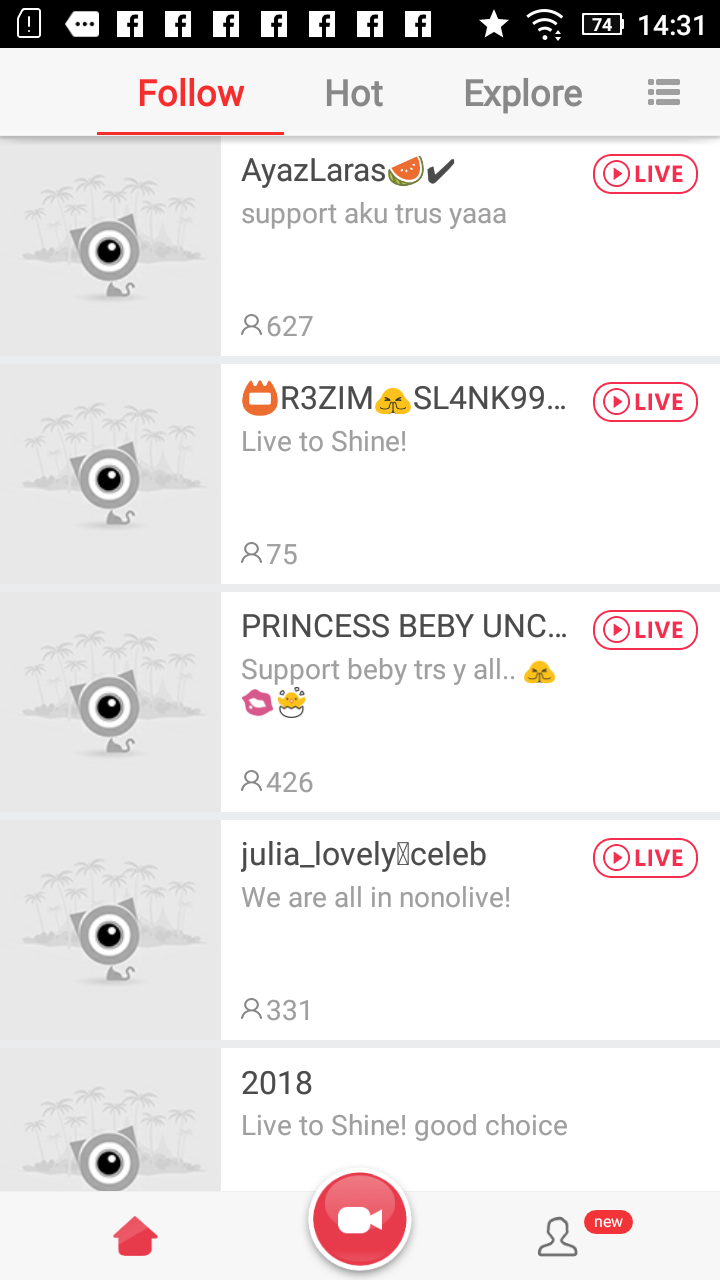 74 14:31
Follow Hot Explore
AyazLaras🍉✔ LIVE
support aku trus yaaa
627
📛R3ZIM🙏SL4NK99... LIVE
Live to Shine!
75
PRINCESS BEBY UNC... LIVE
Support beby trs y all.. 🙏
💋🐣
426
julia_lovely celeb LIVE
We are all in nonolive!
331
2018
Live to Shine! good choice
new